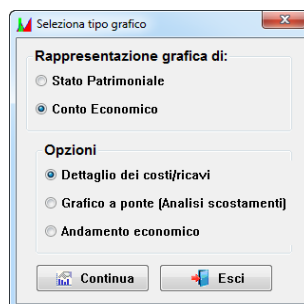 Seleziona tipo grafico
Rappresentazione grafica di:
Stato Patrimoniale
Conto Economico
Opzioni
Dettaglio dei costi/ricavi
Grafico a ponte (Analisi scostamenti)
Andamento economico
Continua
Esci